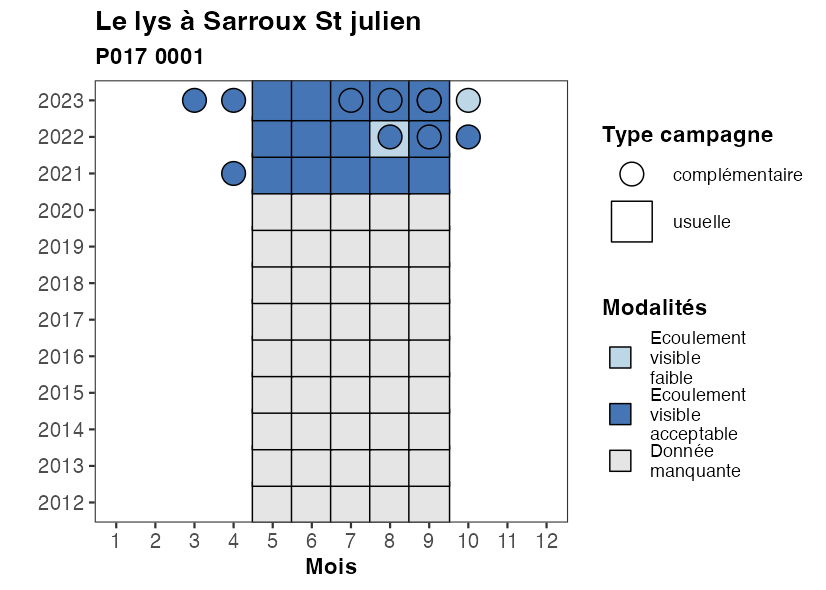 Le lys à Sarroux St julien
P017 0001
2023
2022
2021
2020
2019
2018
2017
2016
2015
2014
2013
2012
1 2 3 4 5 6 7 8 9 10 11 12
Mois
Type campagne
complémentaire
usuelle
Modalités
Ecoulement
visible
faible
Ecoulement
visible
acceptable
Donnée
manquante